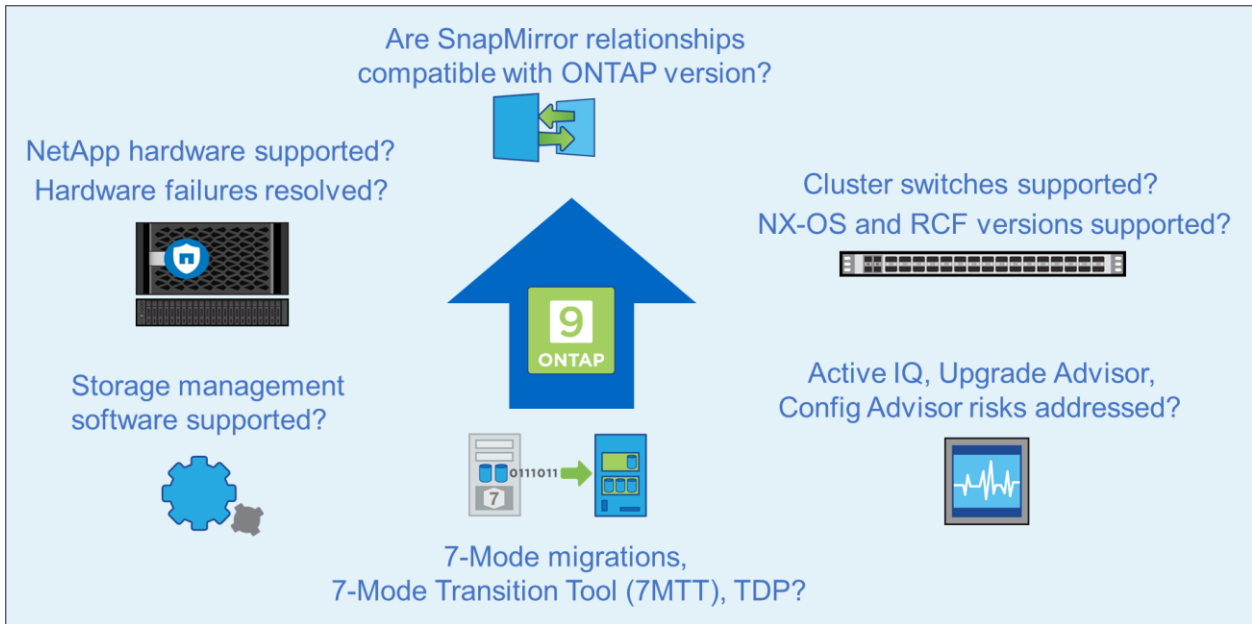 Are SnapMirror relationships
compatible with ONTAP version?
NetApp hardware supported?
Hardware failures resolved?
Cluster switches supported?
NX-OS and RCF versions supported?
9
ONTAP
Storage management
software supported?
Active IQ, Upgrade Advisor,
Config Advisor risks addressed?
0111011
7
7-Mode migrations,
7-Mode Transition Tool (7MTT), TDP?